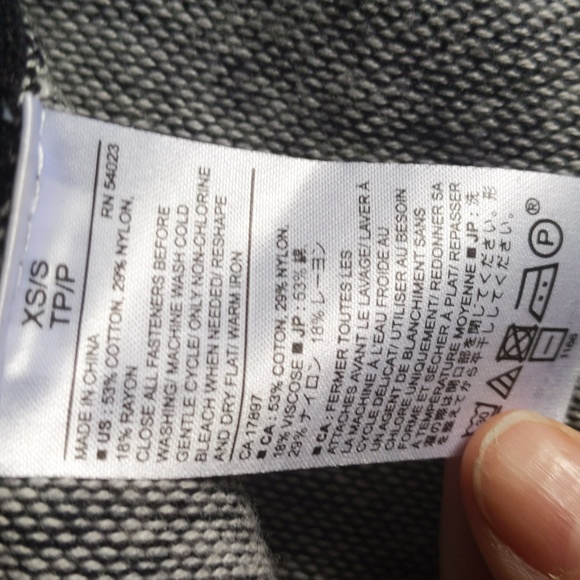 XS/S
TP/P
RN 54023
MADE IN CHINA
■ US : 53% COTTON, 29% NYLON,
18% RAYON
CLOSE ALL FASTENERS BEFORE
WASHING/ MACHINE WASH COLD
GENTLE CYCLE/ ONLY NON-CHLORINE
BLEACH WHEN NEEDED/ RESHAPE
AND DRY FLAT/ WARM IRON
CA 17897
■ CA : 53% COTON, 29% NYLON,
18% VISCOSE ■ JP : 53% 綿
29% ナイロン 18% レーヨン
■ CA : FERMER TOUTES LES
ATTACHES AVANT LE LAVAGE/ LAVER À
LA MACHINE À L'EAU FROIDE AU
CYCLE DÉLICAT/ UTILISER AU BESOIN
UN AGENT DE BLANCHIMENT SANS
CHLORE UNIQUEMENT/ REDONNER SA
FORME ET SÉCHER À PLAT/ REPASSER
À TEMPÉRATURE MOYENNE ■ JP : 洗
濯の際は開口部を閉じてください。形
を整えてから平干ししてください。
P
®
30
1166